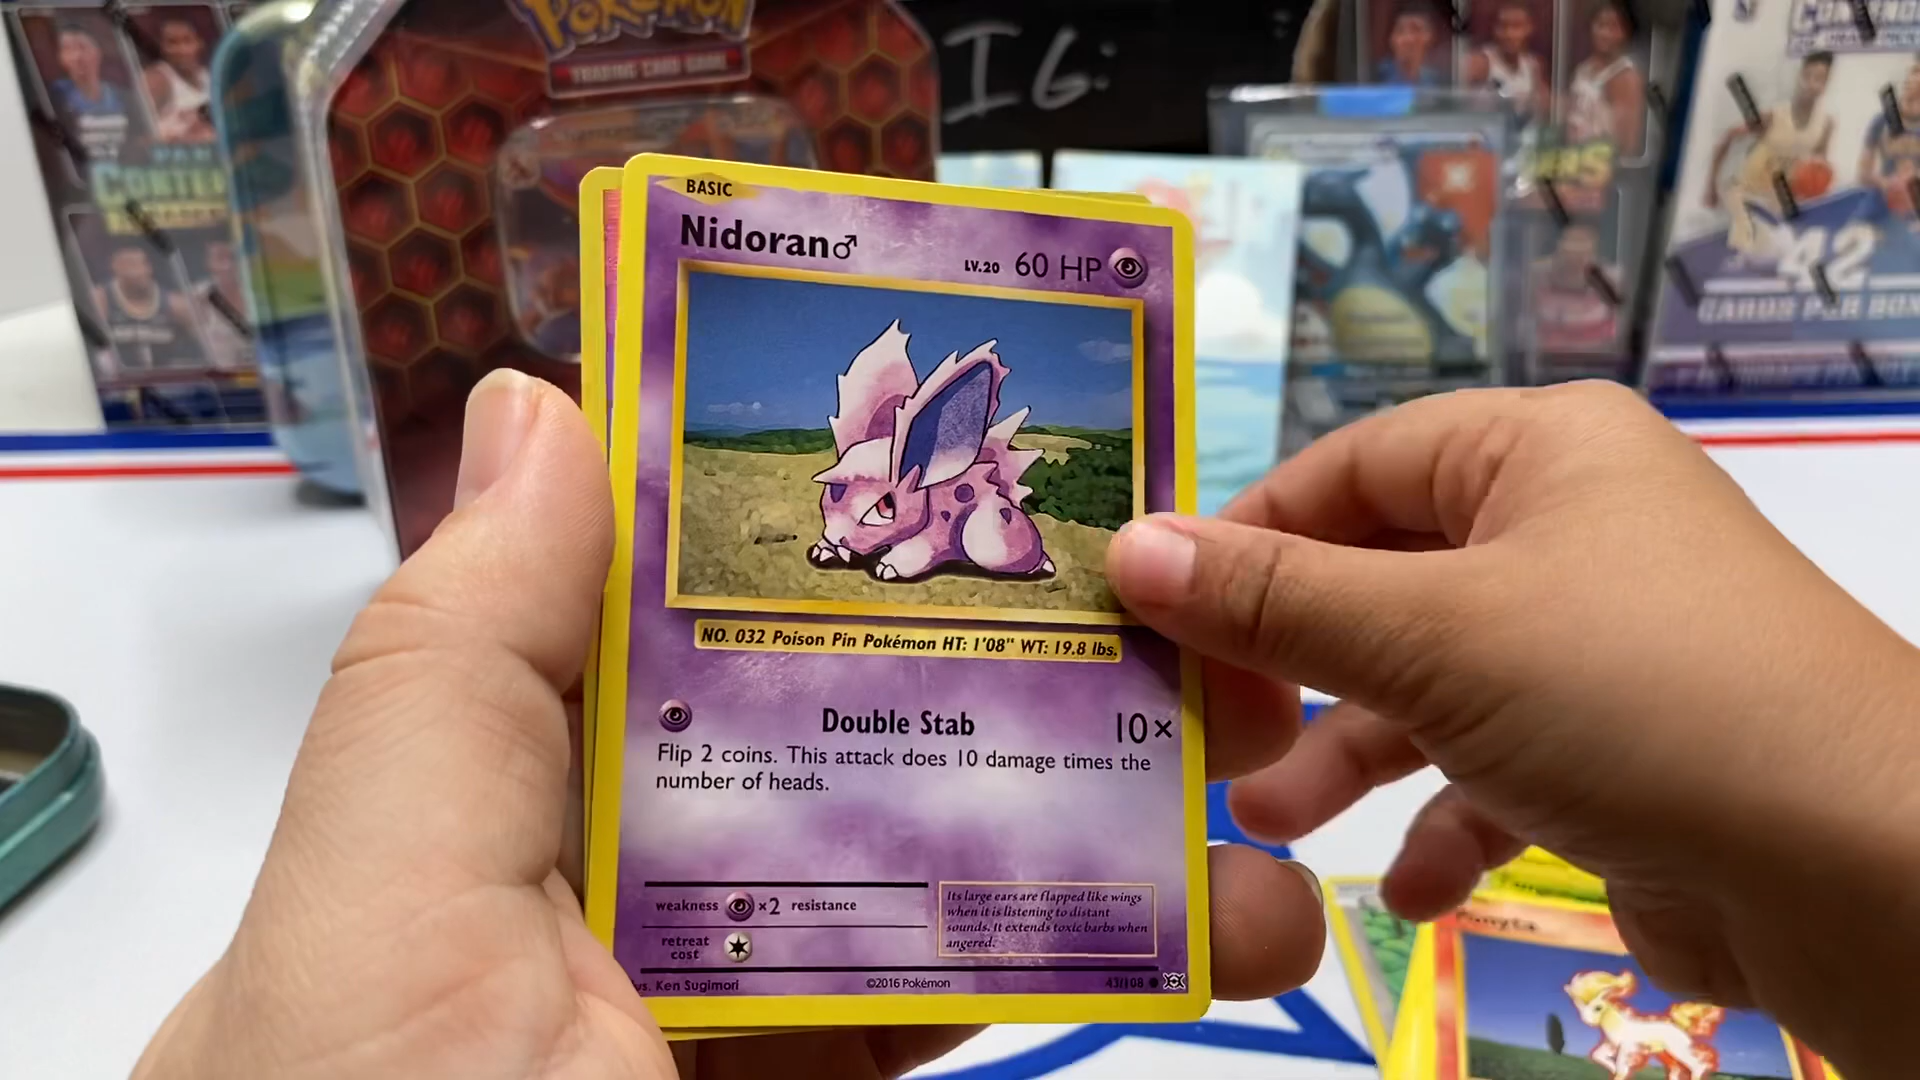 POKéMON
TRADING CARD GAME
I G:
BASIC
Nidoran♂
LV.20 60 HP
NO. 032 Poison Pin Pokémon HT: 1'08" WT: 19.8 lbs.
Double Stab 10×
Flip 2 coins. This attack does 10 damage times the
number of heads.
weakness ×2 resistance
retreat
cost
Its large ears are flapped like wings
when it is listening to distant
sounds. It extends toxic barbs when
angered.
Ken Sugimori
©2016 Pokémon
43/108
Ponyta
42
CARDS PER BOX